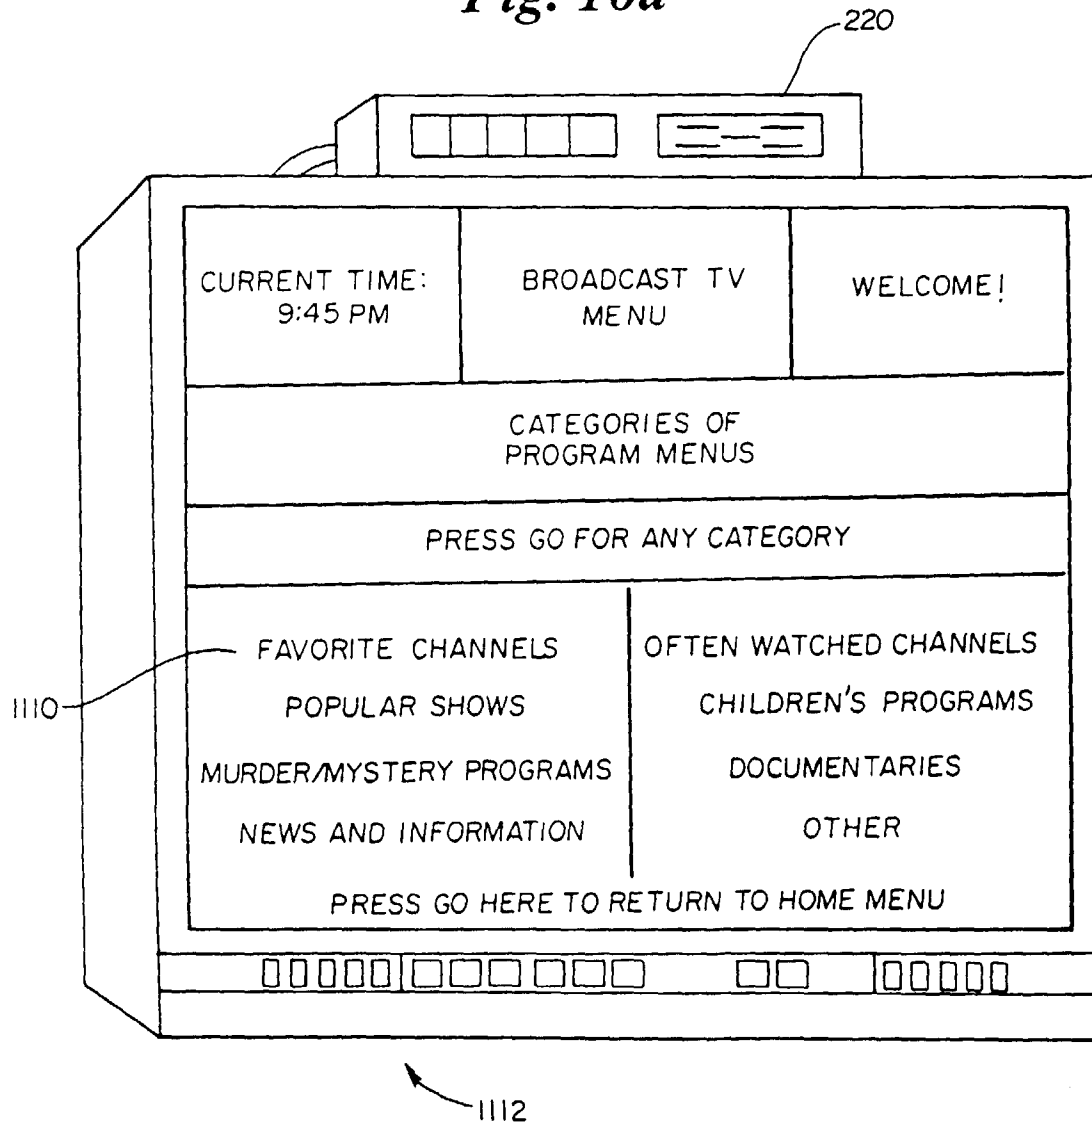 Fig. 10a
220
CURRENT TIME:
9:45 PM
BROADCAST TV
MENU
WELCOME!
CATEGORIES OF
PROGRAM MENUS
PRESS GO FOR ANY CATEGORY
1110
FAVORITE CHANNELS
OFTEN WATCHED CHANNELS
POPULAR SHOWS
CHILDREN'S PROGRAMS
MURDER/MYSTERY PROGRAMS
DOCUMENTARIES
NEWS AND INFORMATION
OTHER
PRESS GO HERE TO RETURN TO HOME MENU
1112